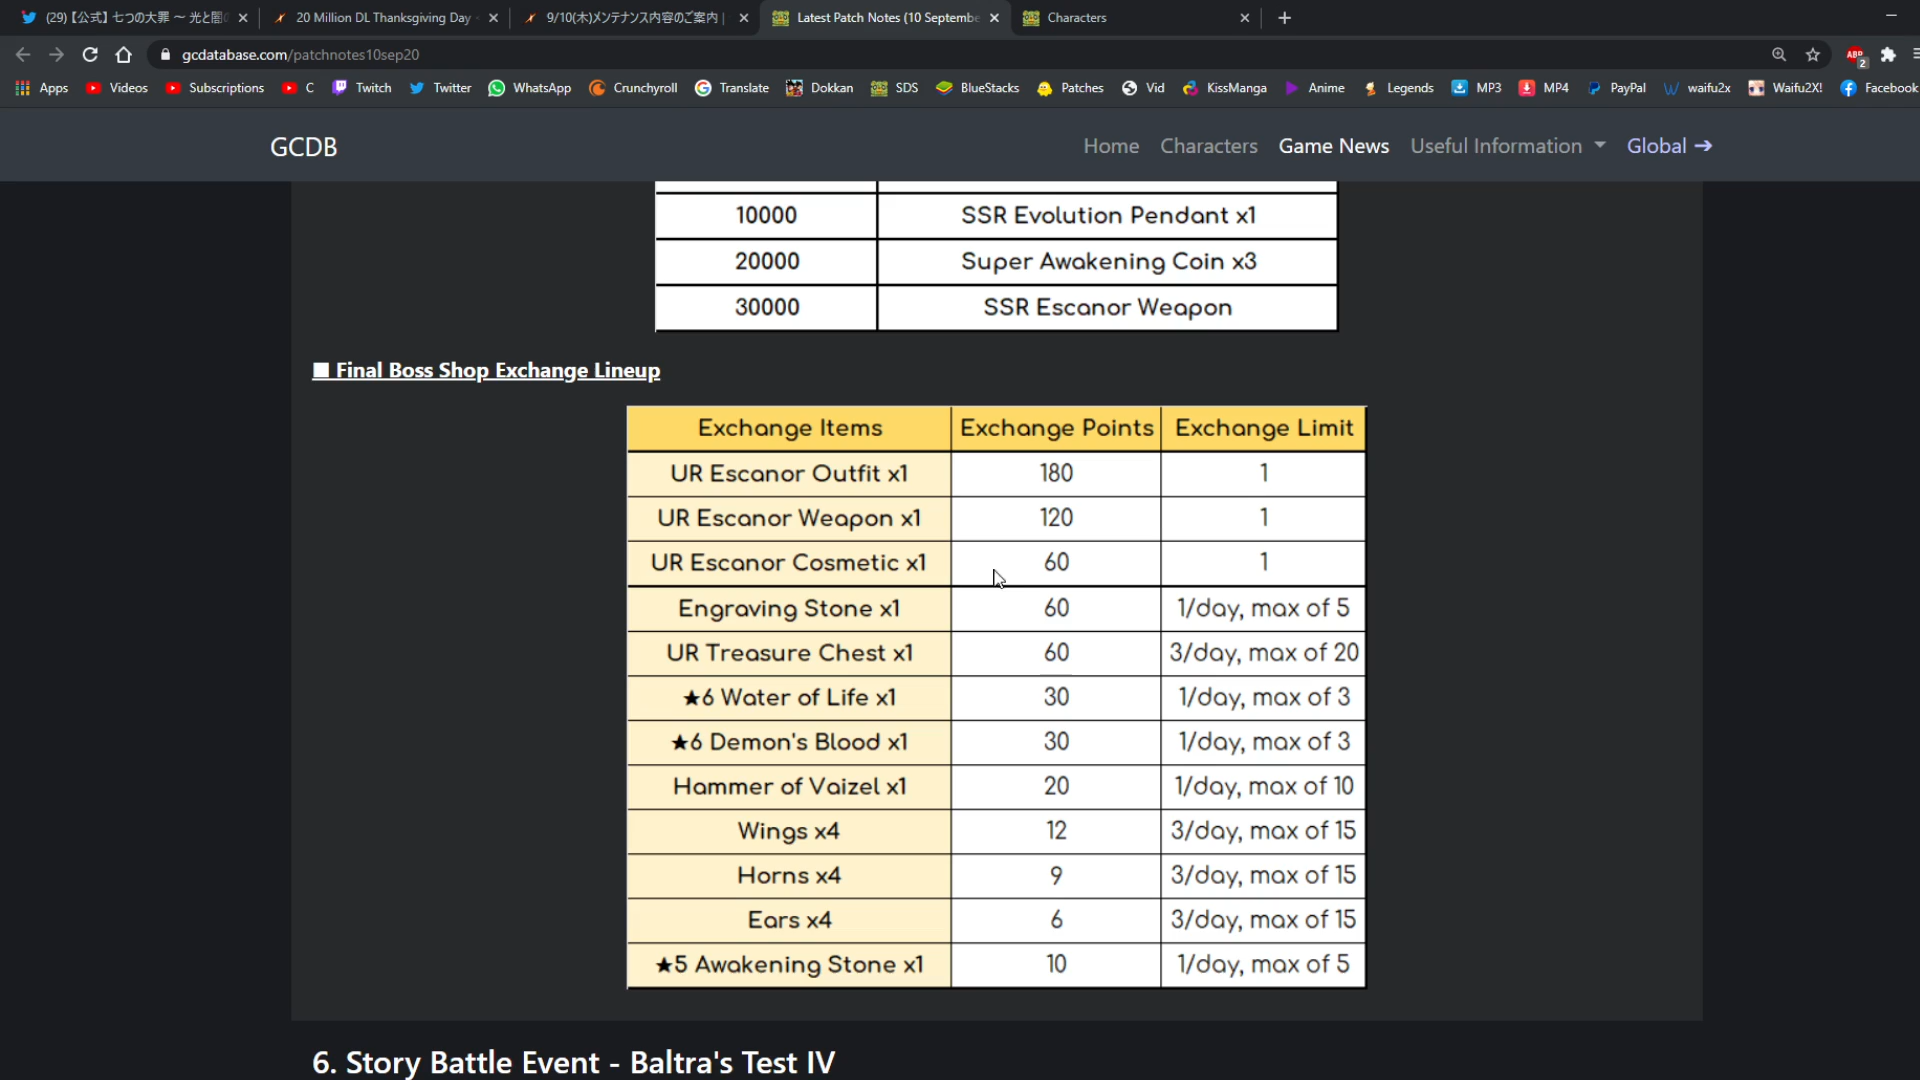 (29)【公式】七つの大罪 ～ 光と闇の
20 Million DL Thanksgiving Day
9/10(木)メンテナンス内容のご案内 |
Latest Patch Notes (10 Septembe
Characters
gcdatabase.com/patchnotes10sep20
ABP 2
Apps Videos Subscriptions C Twitch Twitter WhatsApp Crunchyroll Translate Dokkan SDS BlueStacks Patches Vid KissManga Anime Legends MP3 MP4 PayPal waifu2x Waifu2X! Facebook
GCDB Home Characters Game News Useful Information Global →
10000 SSR Evolution Pendant x1
20000 Super Awakening Coin x3
30000 SSR Escanor Weapon
■ Final Boss Shop Exchange Lineup
Exchange Items Exchange Points Exchange Limit
UR Escanor Outfit x1 180 1
UR Escanor Weapon x1 120 1
UR Escanor Cosmetic x1 60 1
Engraving Stone x1 60 1/day, max of 5
UR Treasure Chest x1 60 3/day, max of 20
★6 Water of Life x1 30 1/day, max of 3
★6 Demon's Blood x1 30 1/day, max of 3
Hammer of Vaizel x1 20 1/day, max of 10
Wings x4 12 3/day, max of 15
Horns x4 9 3/day, max of 15
Ears x4 6 3/day, max of 15
★5 Awakening Stone x1 10 1/day, max of 5
6. Story Battle Event - Baltra's Test IV